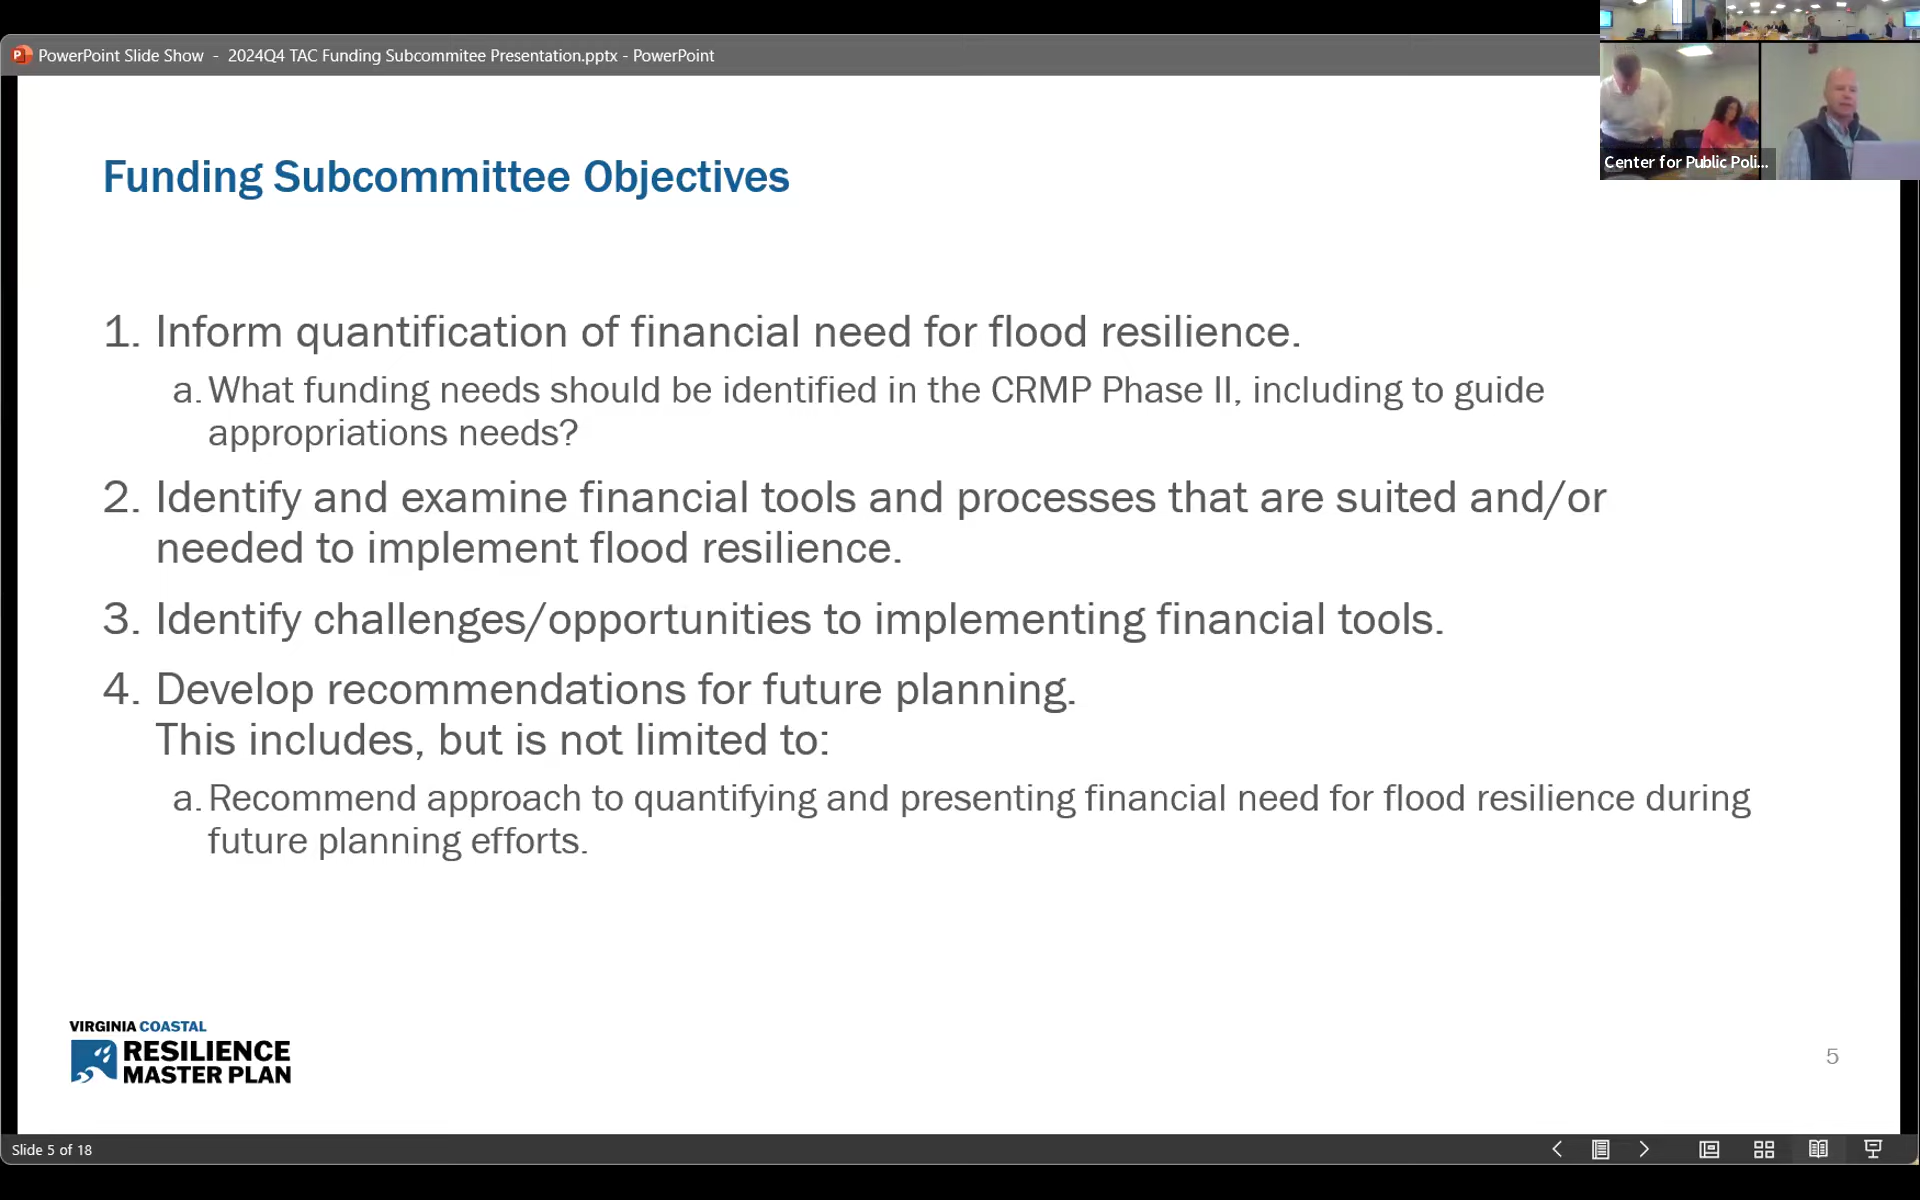 PowerPoint Slide Show - 2024Q4 TAC Funding Subcommitee Presentation.pptx - PowerPoint
Center for Public Poli...
Funding Subcommittee Objectives
1. Inform quantification of financial need for flood resilience.
a. What funding needs should be identified in the CRMP Phase II, including to guide
appropriations needs?
2. Identify and examine financial tools and processes that are suited and/or
needed to implement flood resilience.
3. Identify challenges/opportunities to implementing financial tools.
4. Develop recommendations for future planning.
This includes, but is not limited to:
a. Recommend approach to quantifying and presenting financial need for flood resilience during
future planning efforts.
VIRGINIA COASTAL
RESILIENCE
MASTER PLAN
5
Slide 5 of 18